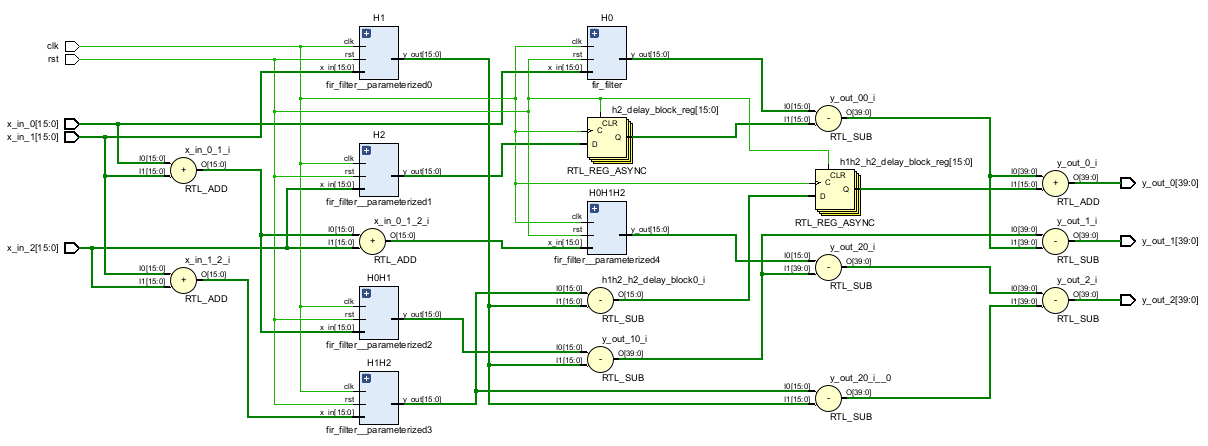 H1
clk
rst
x_in[15:0]
y_out[15:0]
fir_filter__parameterized0
H0
clk
rst
x_in[15:0]
y_out[15:0]
fir_filter
clk
rst
x_in_0[15:0]
x_in_1[15:0]
x_in_2[15:0]
x_in_0_1_i
I0[15:0]
I1[15:0]
+
O[15:0]
RTL_ADD
H2
clk
rst
x_in[15:0]
y_out[15:0]
fir_filter__parameterized1
h2_delay_block_reg[15:0]
CLR
C
D
Q
RTL_REG_ASYNC
y_out_00_i
I0[15:0]
I1[15:0]
-
O[39:0]
RTL_SUB
h1h2_h2_delay_block_reg[15:0]
CLR
C
D
Q
RTL_REG_ASYNC
y_out_0_i
I0[39:0]
I1[15:0]
+
O[39:0]
RTL_ADD
y_out_0[39:0]
x_in_0_1_2_i
I0[15:0]
I1[15:0]
+
O[15:0]
RTL_ADD
H0H1H2
clk
rst
x_in[15:0]
y_out[15:0]
fir_filter__parameterized4
y_out_1_i
I0[39:0]
I1[39:0]
-
O[39:0]
RTL_SUB
y_out_1[39:0]
x_in_1_2_i
I0[15:0]
I1[15:0]
+
O[15:0]
RTL_ADD
y_out_20_i
I0[15:0]
I1[39:0]
-
O[39:0]
RTL_SUB
H0H1
clk
rst
x_in[15:0]
y_out[15:0]
fir_filter__parameterized2
h1h2_h2_delay_block0_i
I0[15:0]
I1[15:0]
-
O[15:0]
RTL_SUB
y_out_2_i
I0[39:0]
I1[39:0]
-
O[39:0]
RTL_SUB
y_out_2[39:0]
y_out_10_i
I0[15:0]
I1[15:0]
-
O[39:0]
RTL_SUB
H1H2
clk
rst
x_in[15:0]
y_out[15:0]
fir_filter__parameterized3
y_out_20_i__0
I0[15:0]
I1[15:0]
-
O[39:0]
RTL_SUB